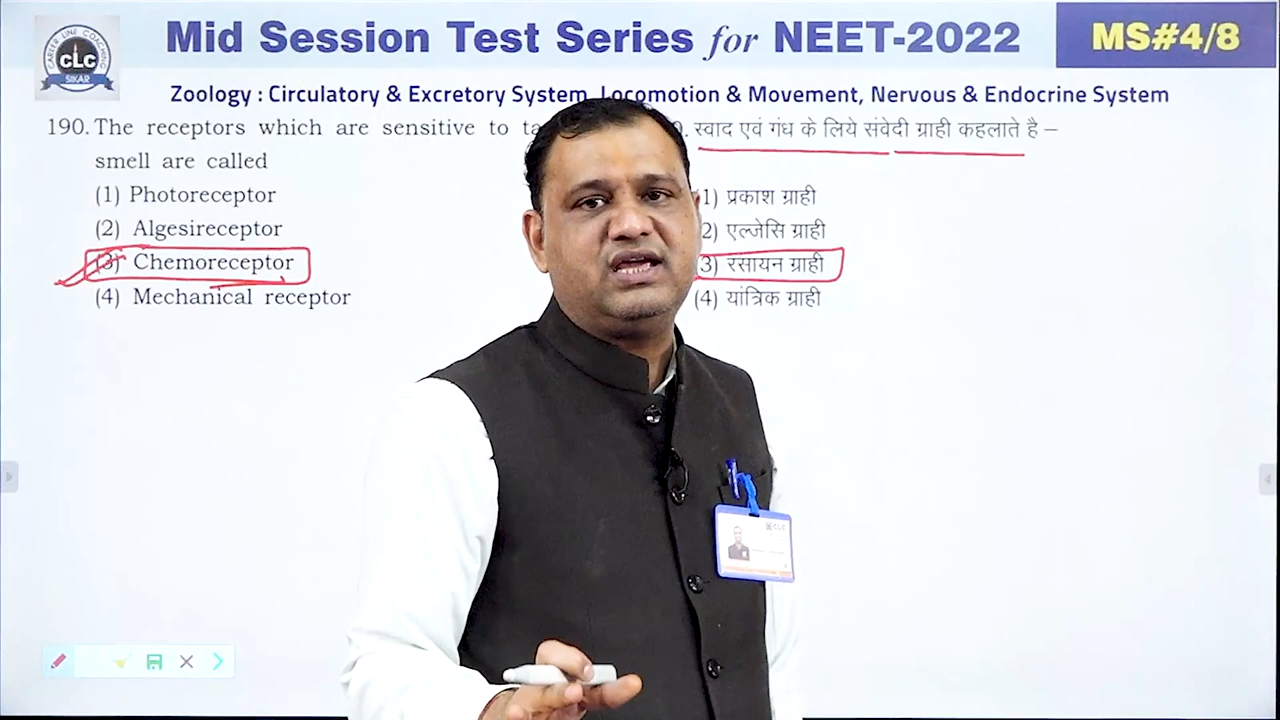 Mid Session Test Series for NEET-2022
MS#4/8
CAREER LINE COACHING
CLC
SIKAR
Zoology : Circulatory & Excretory System, Locomotion & Movement, Nervous & Endocrine System
190. The receptors which are sensitive to
smell are called
(1) Photoreceptor
(2) Algesireceptor
(3) Chemoreceptor
(4) Mechanical receptor
स्वाद एवं गंध के लिये संवेदी ग्राही कहलाते है –
1) प्रकाश ग्राही
2) एल्जेसि ग्राही
(3) रसायन ग्राही
(4) यांत्रिक ग्राही
CLC